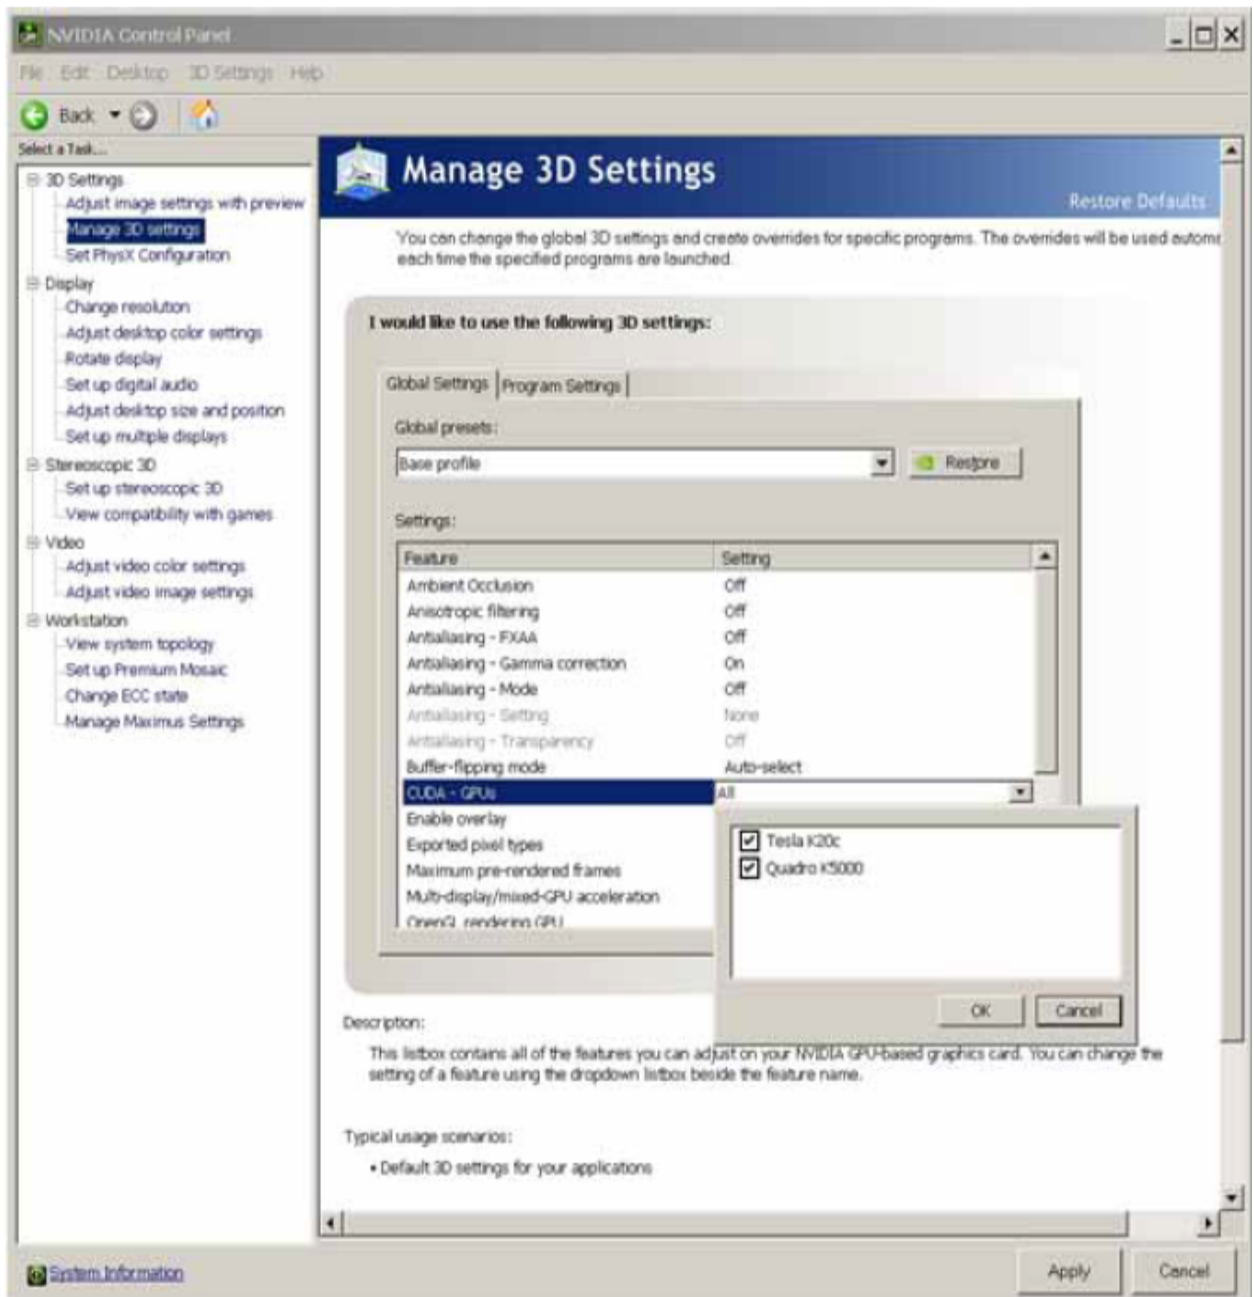 NVIDIA Control Panel
File Edit Desktop 3D Settings Help
Back
Select a Task...
3D Settings
Adjust image settings with preview
Manage 3D settings
Set PhysX Configuration
Display
Change resolution
Adjust desktop color settings
Rotate display
Set up digital audio
Adjust desktop size and position
Set up multiple displays
Stereoscopic 3D
Set up stereoscopic 3D
View compatibility with games
Video
Adjust video color settings
Adjust video image settings
Workstation
View system topology
Set up Premium Mosaic
Change ECC state
Manage Maximus Settings
Manage 3D Settings
Restore Defaults
You can change the global 3D settings and create overrides for specific programs. The overrides will be used automa
each time the specified programs are launched.
I would like to use the following 3D settings:
Global Settings Program Settings
Global presets:
Base profile Restore
Settings:
Feature Setting
Ambient Occlusion Off
Anisotropic filtering Off
Antialiasing - FXAA Off
Antialiasing - Gamma correction On
Antialiasing - Mode Off
Antialiasing - Setting None
Antialiasing - Transparency Off
Buffer-flipping mode Auto-select
CUDA - GPUs All
Enable overlay
Exported pixel types
Maximum pre-rendered frames
Multi-display/mixed-GPU acceleration
OpenGL rendering GPU
Tesla K20c
Quadro K5000
OK Cancel
Description:
This listbox contains all of the features you can adjust on your NVIDIA GPU-based graphics card. You can change the
setting of a feature using the dropdown listbox beside the feature name.
Typical usage scenarios:
• Default 3D settings for your applications
System Information
Apply Cancel